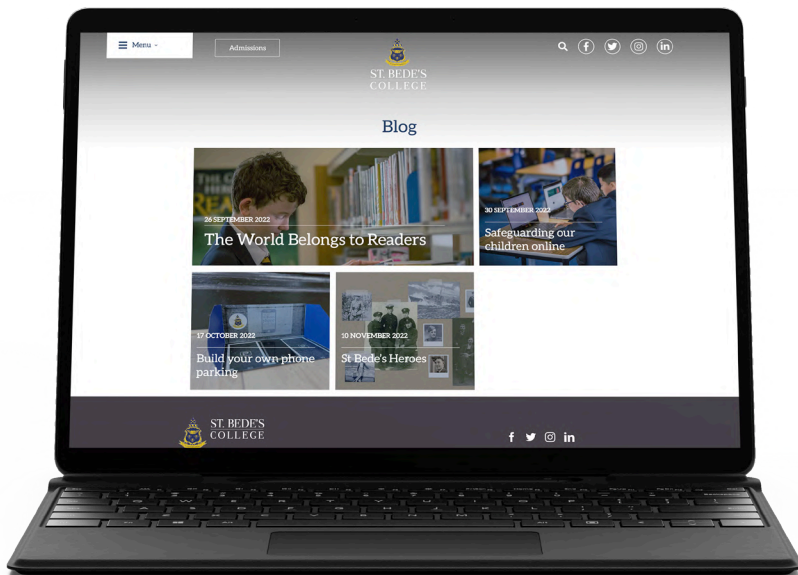 Menu
Admissions
ST. BEDE'S
COLLEGE
Blog
26 SEPTEMBER 2022
The World Belongs to Readers
30 SEPTEMBER 2022
Safeguarding our
children online
17 OCTOBER 2022
Build your own phone
parking
10 NOVEMBER 2022
St Bede's Heroes
ST. BEDE'S
COLLEGE